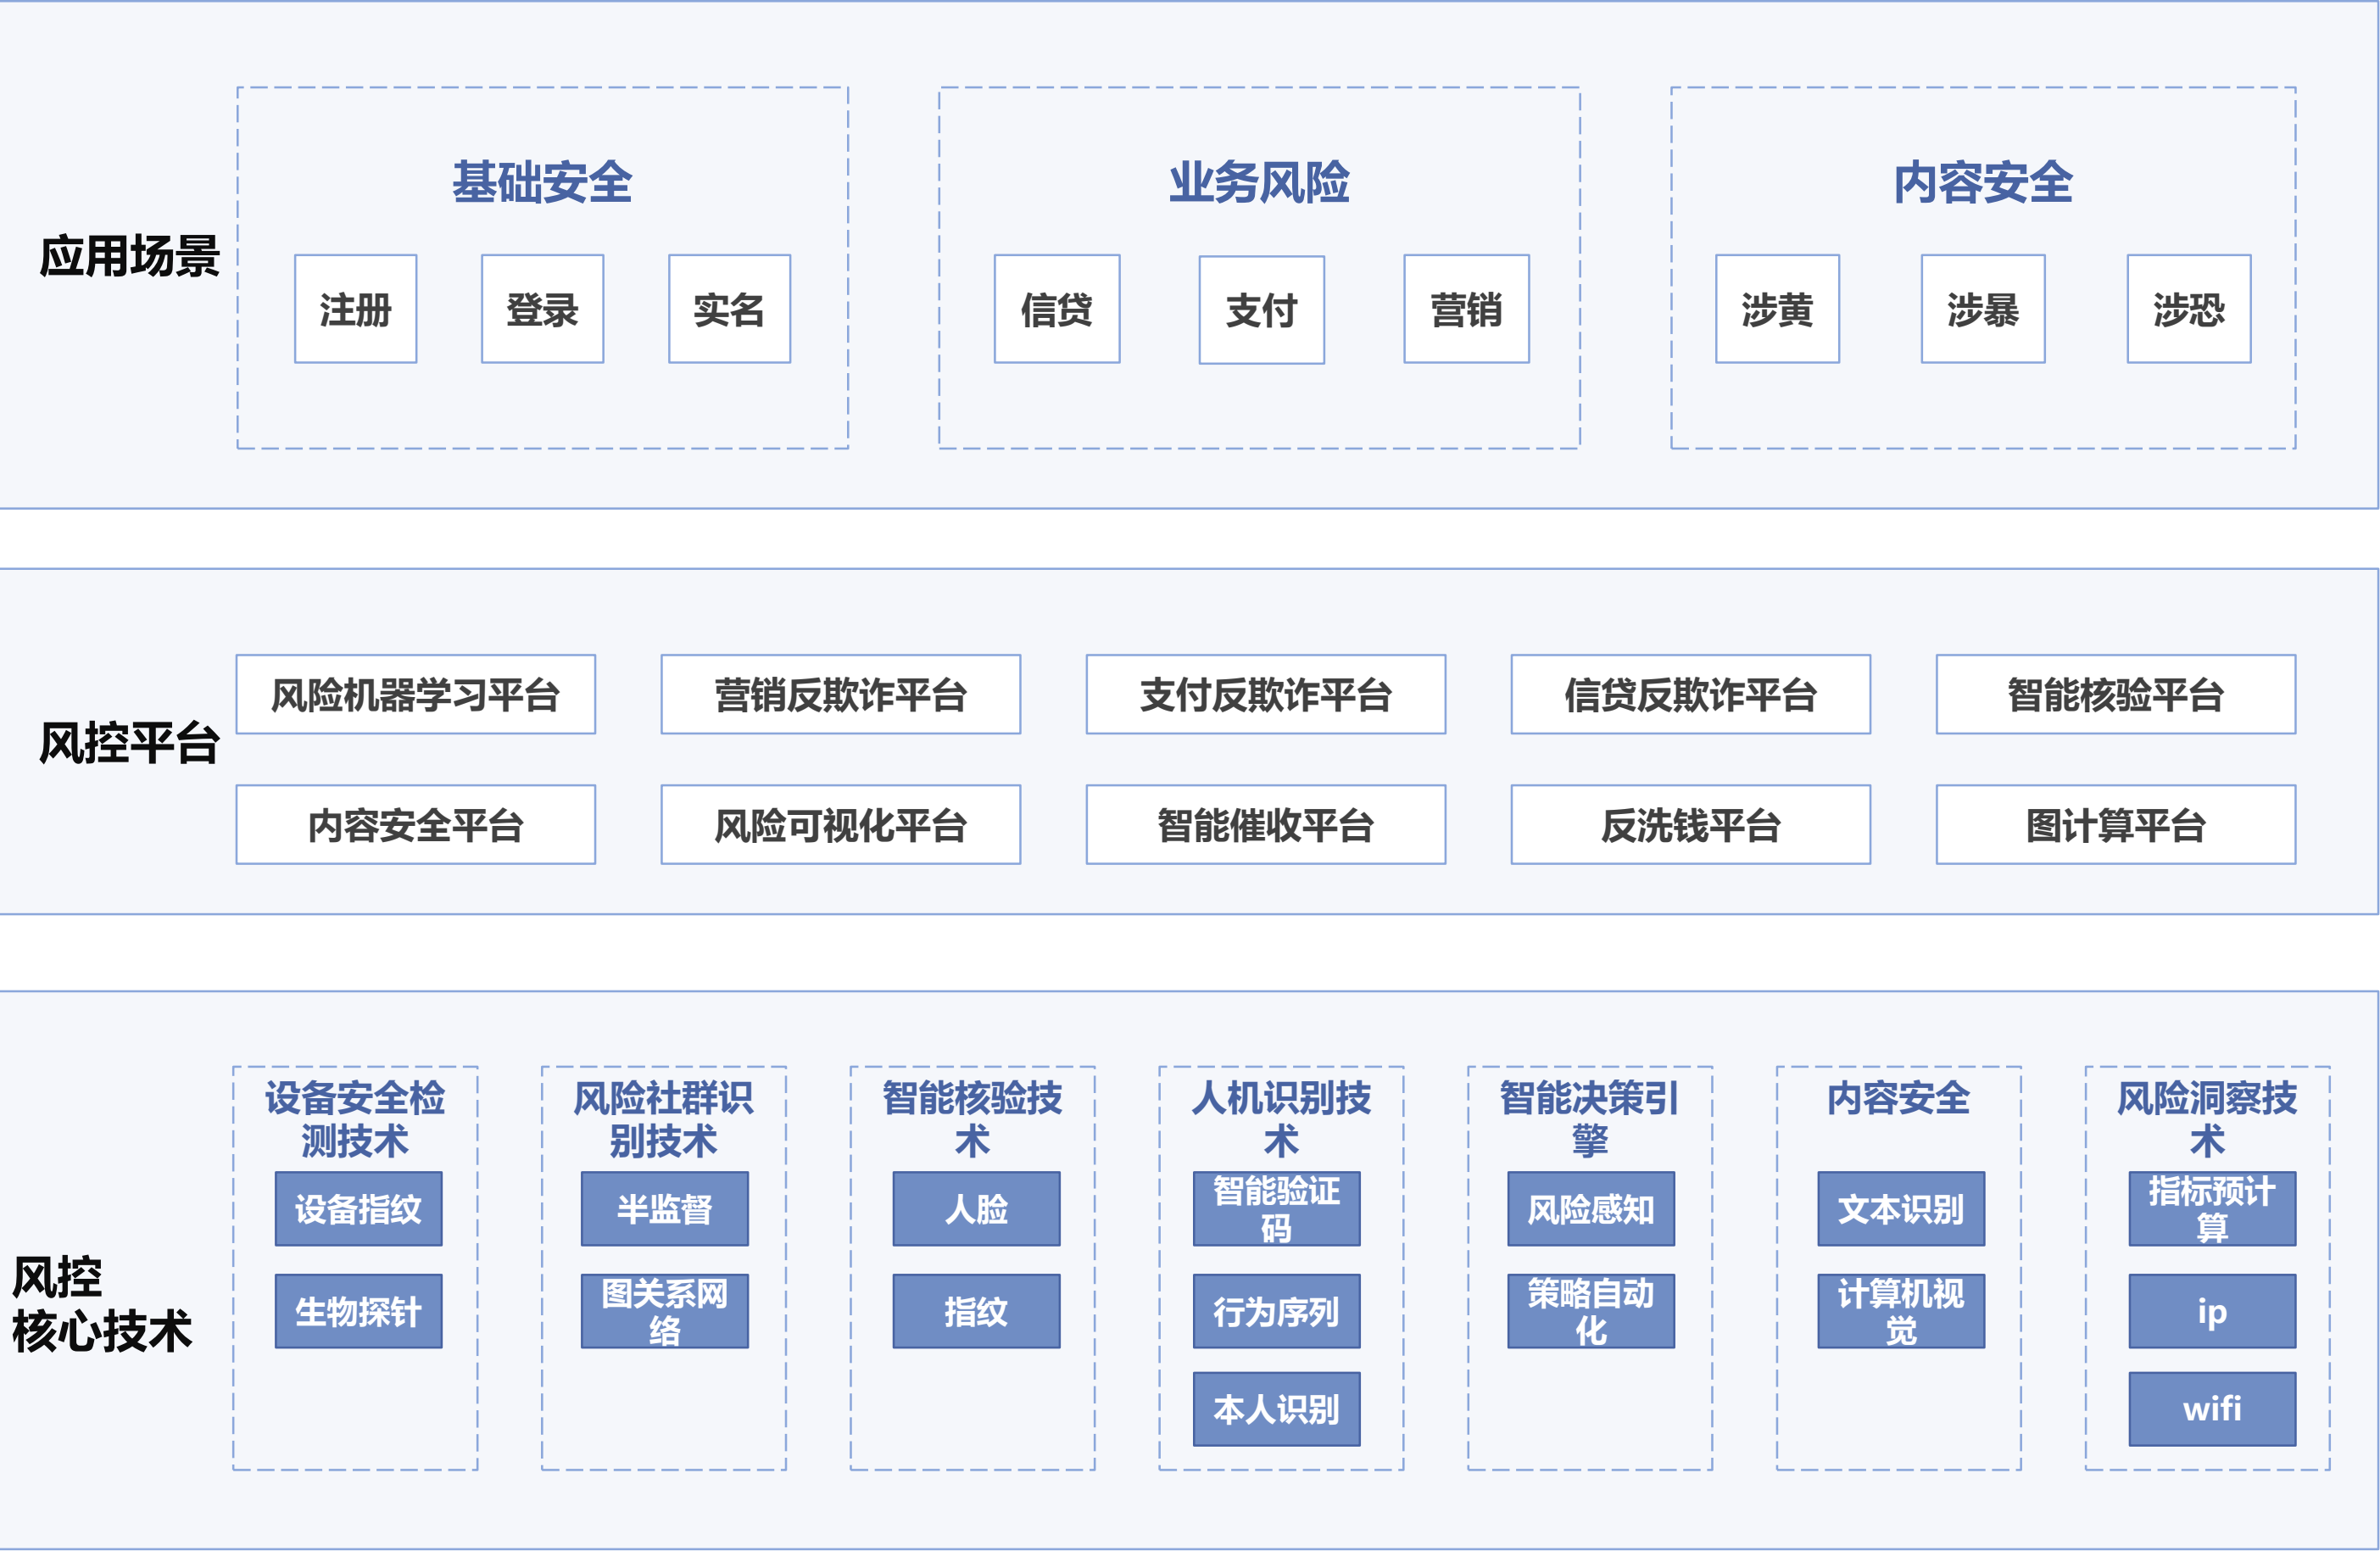 应用场景
基础安全
注册
登录
实名
业务风险
信贷
支付
营销
内容安全
涉黄
涉暴
涉恐
风控平台
风险机器学习平台
营销反欺诈平台
支付反欺诈平台
信贷反欺诈平台
智能核验平台
内容安全平台
风险可视化平台
智能催收平台
反洗钱平台
图计算平台
风控
核心技术
设备安全检
测技术
设备指纹
生物探针
风险社群识
别技术
半监督
图关系网
络
智能核验技
术
人脸
指纹
人机识别技
术
智能验证
码
行为序列
本人识别
智能决策引
擎
风险感知
策略自动
化
内容安全
文本识别
计算机视
觉
风险洞察技
术
指标预计
算
ip
wifi